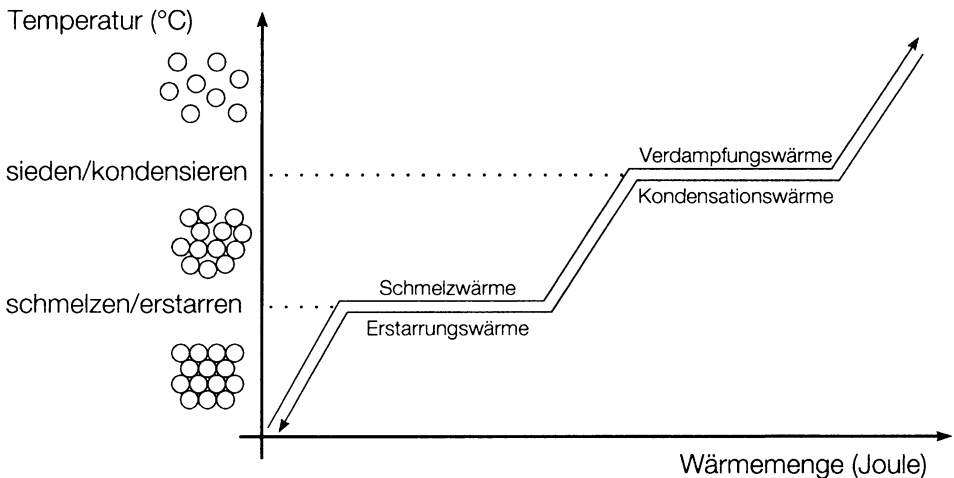 Temperatur (°C)
sieden/kondensieren
Verdampfungswärme
Kondensationswärme
schmelzen/erstarren
Schmelzwärme
Erstarrungswärme
Wärmemenge (Joule)